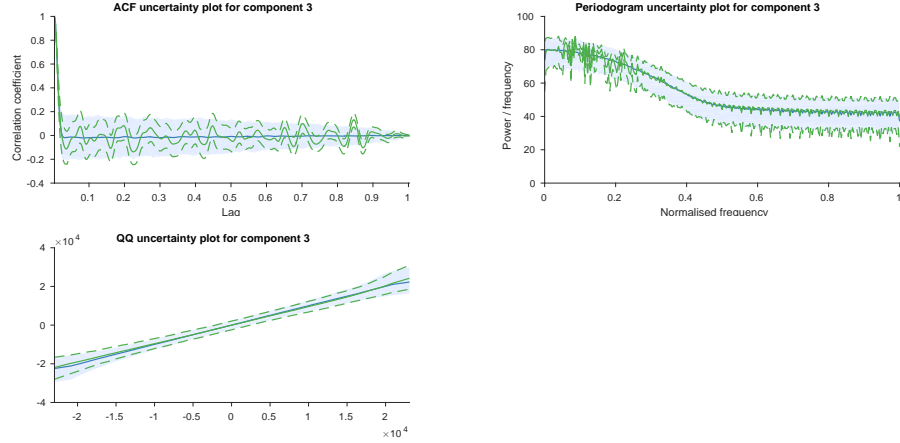 ACF uncertainty plot for component 3
Correlation coefficient
1
0.8
0.6
0.4
0.2
0
-0.2
-0.4
0.1 0.2 0.3 0.4 0.5 0.6 0.7 0.8 0.9 1
Lag
Periodogram uncertainty plot for component 3
Power / frequency
100
80
60
40
20
0
0 0.2 0.4 0.6 0.8 1
Normalised frequency
QQ uncertainty plot for component 3
×10 4
4
2
0
-2
-4
-2 -1.5 -1 -0.5 0 0.5 1 1.5 2
×10 4